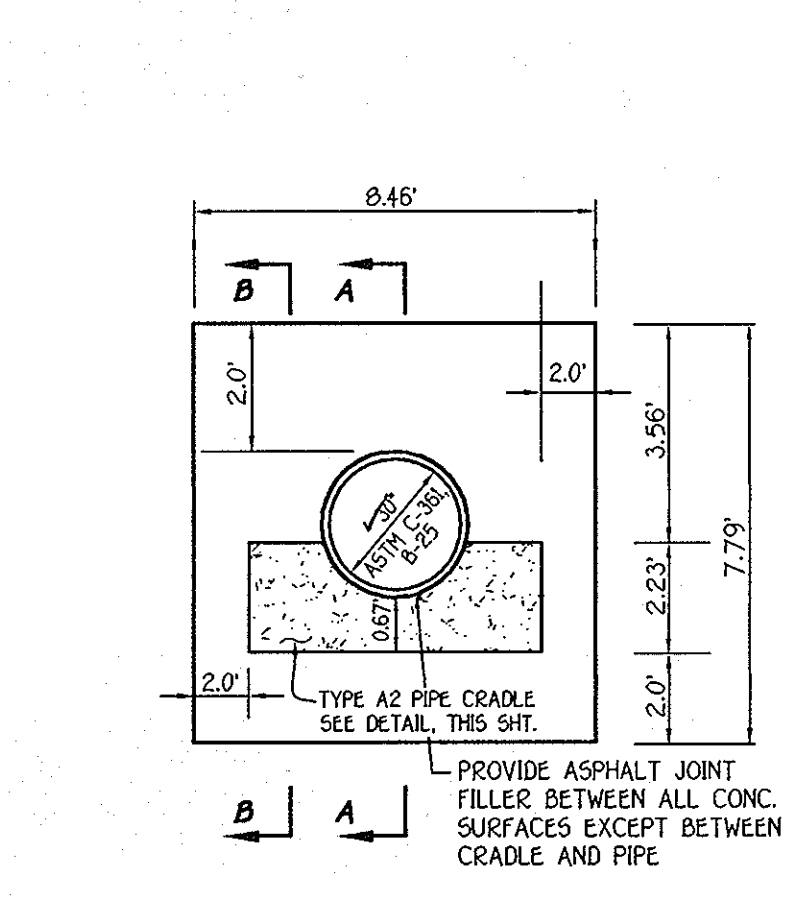 8.46'
B
A
2.0'
2.0'
3.56'
30"
ASTM C-361,
B-25
7.79'
2.23'
0.67'
2.0'
TYPE A2 PIPE CRADLE
SEE DETAIL, THIS SHT.
2.0'
PROVIDE ASPHALT JOINT
FILLER BETWEEN ALL CONC.
SURFACES EXCEPT BETWEEN
CRADLE AND PIPE
B
A